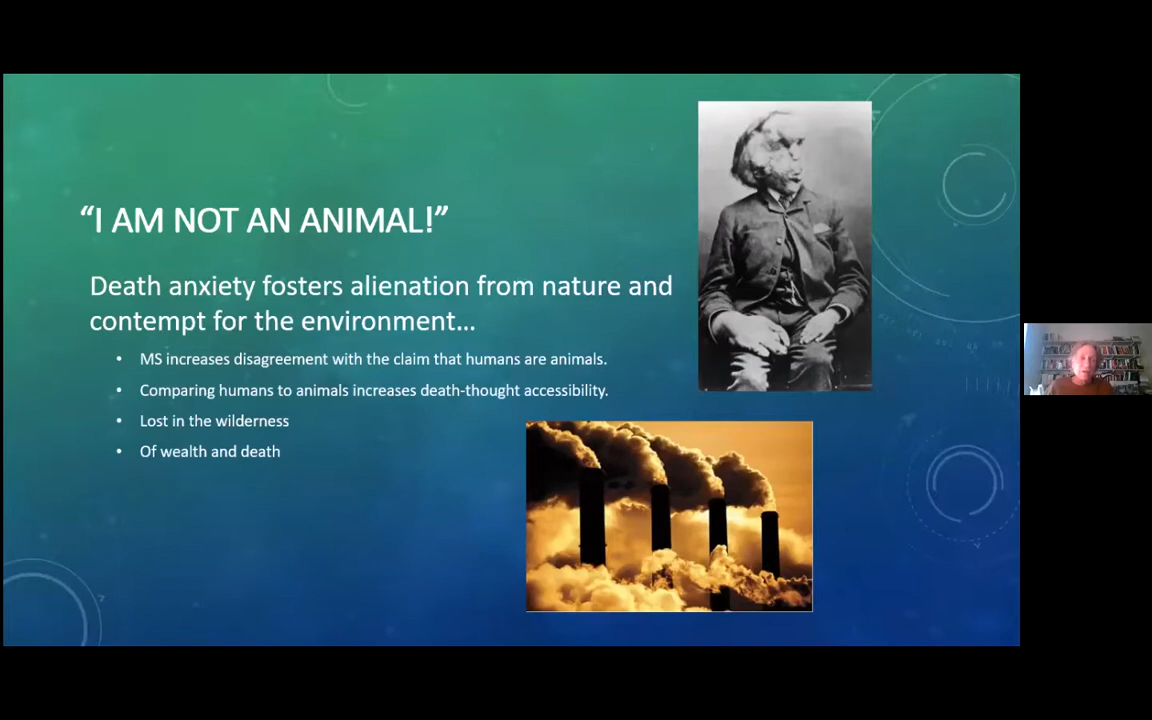 “I AM NOT AN ANIMAL!”
Death anxiety fosters alienation from nature and
contempt for the environment...
• MS increases disagreement with the claim that humans are animals.
• Comparing humans to animals increases death-thought accessibility.
• Lost in the wilderness
• Of wealth and death